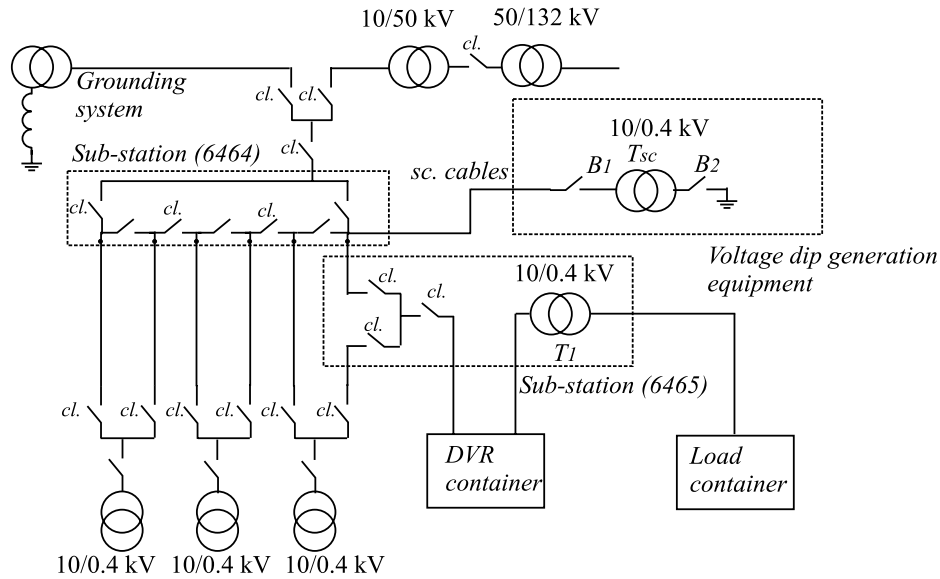 10/50 kV
50/132 kV
cl.
Grounding
system
cl.
cl.
cl.
Sub-station (6464)
sc. cables
10/0.4 kV
Tsc
B1
B2
cl.
cl.
cl.
Voltage dip generation
equipment
10/0.4 kV
cl.
cl.
cl.
T1
Sub-station (6465)
cl.
cl.
cl.
cl.
cl.
cl.
DVR
container
Load
container
10/0.4 kV
10/0.4 kV
10/0.4 kV